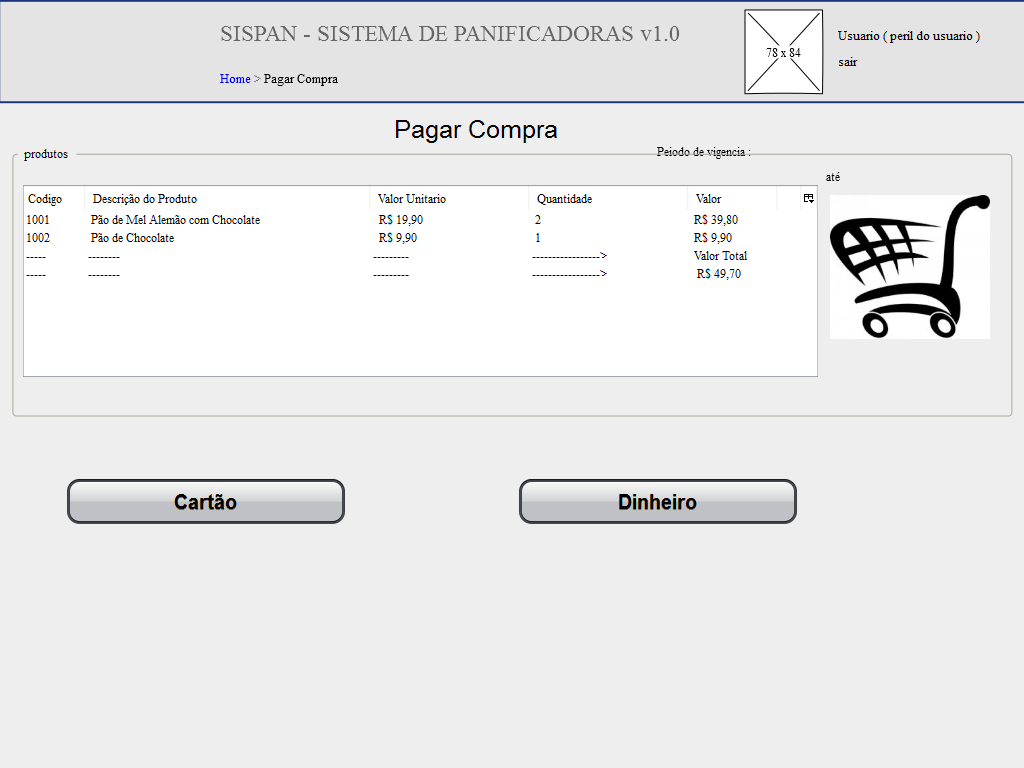 SISPAN - SISTEMA DE PANIFICADORAS v1.0
78 x 84
Usuario ( peril do usuario )
sair
Home > Pagar Compra
Pagar Compra
produtos
Peiodo de vigencia :
até
Codigo Descrição do Produto Valor Unitario Quantidade Valor
1001 Pão de Mel Alemão com Chocolate R$ 19,90 2 R$ 39,80
1002 Pão de Chocolate R$ 9,90 1 R$ 9,90
----- -------- --------- -----------------> Valor Total
----- -------- --------- -----------------> R$ 49,70
Cartão
Dinheiro